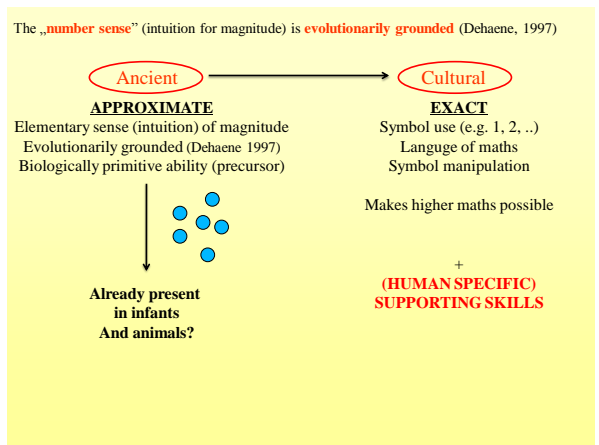 The „number sense” (intuition for magnitude) is evolutionarily grounded (Dehaene, 1997)
Ancient
APPROXIMATE
Elementary sense (intuition) of magnitude
Evolutionarily grounded (Dehaene 1997)
Biologically primitive ability (precursor)
Already present
in infants
And animals?
Cultural
EXACT
Symbol use (e.g. 1, 2, ..)
Languge of maths
Symbol manipulation
Makes higher maths possible
+
(HUMAN SPECIFIC)
SUPPORTING SKILLS